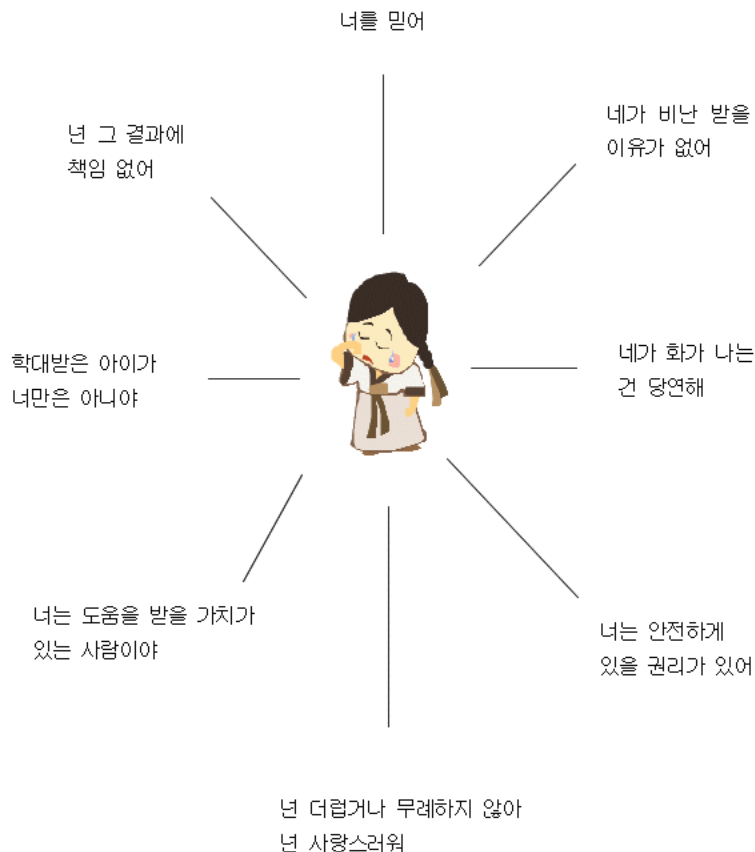 너를 믿어
네가 비난 받을
이유가 없어
넌 그 결과에
책임 없어
학대받은 아이가
너만은 아니야
네가 화가 나는
건 당연해
너는 도움을 받을 가치가
있는 사람이야
너는 안전하게
있을 권리가 있어
넌 더럽거나 무례하지 않아
넌 사랑스러워